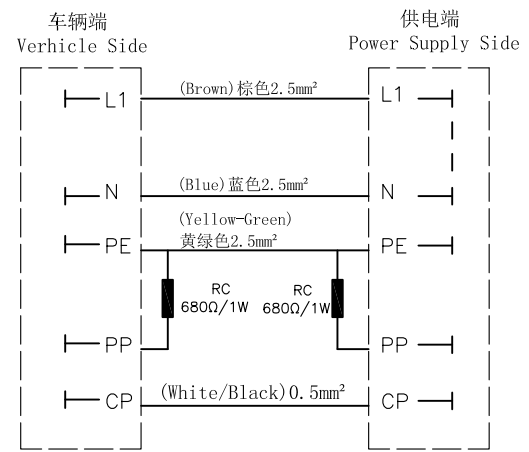 车辆端
Verhicle Side
供电端
Power Supply Side
L1
(Brown)棕色2.5mm²
L1
N
(Blue)蓝色2.5mm²
N
(Yellow-Green)
PE
黄绿色2.5mm²
PE
RC
680Ω/1W
RC
680Ω/1W
PP
PP
CP
(White/Black)0.5mm²
CP